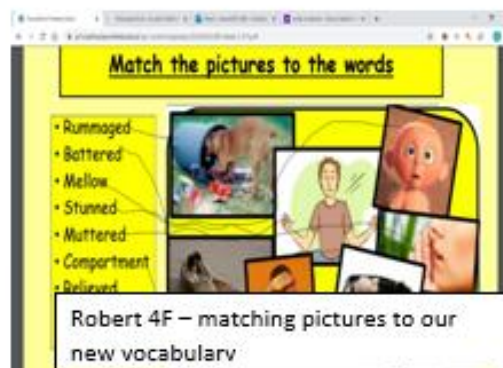 Match the pictures to the words
• Rummaged
• Battered
• Mellow
• Stunned
• Muttered
• Compartment
• Relieved
Robert 4F – matching pictures to our
new vocabulary